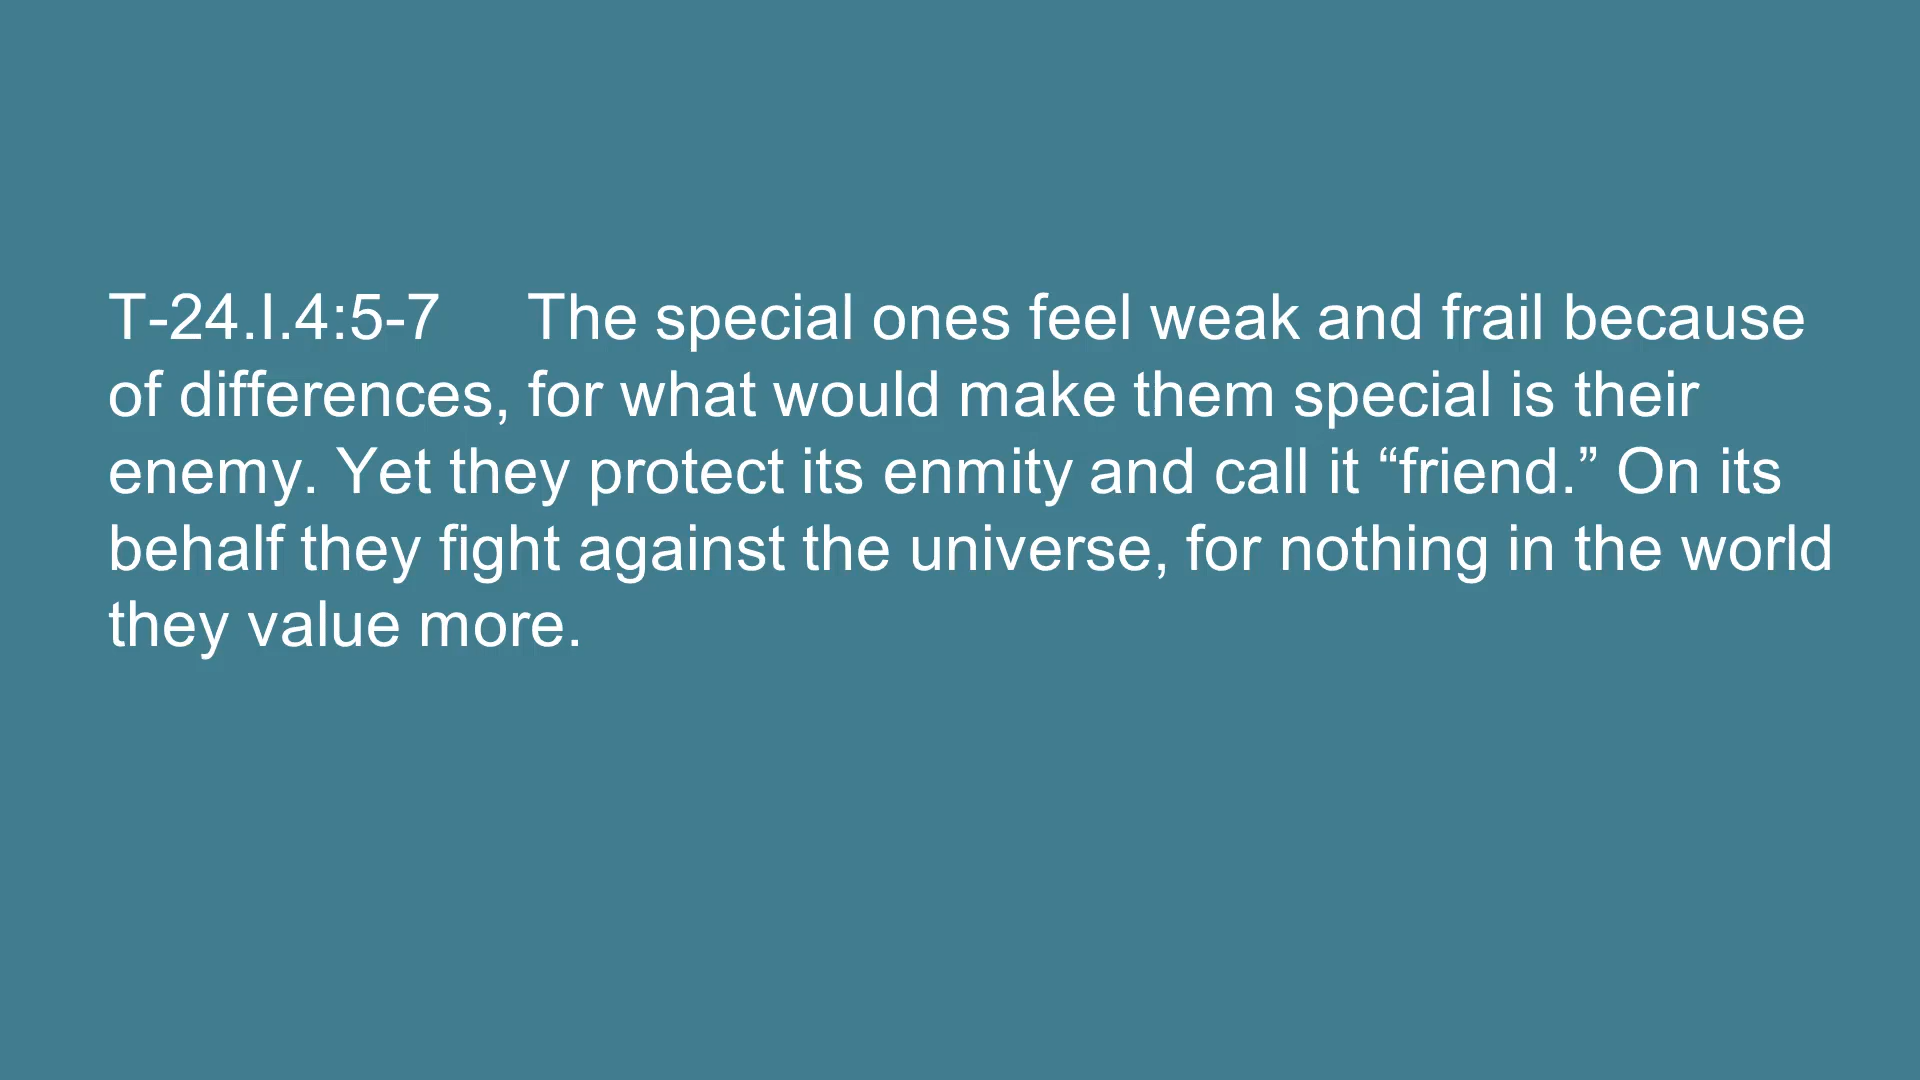 T-24.I.4:5-7 The special ones feel weak and frail because
of differences, for what would make them special is their
enemy. Yet they protect its enmity and call it “friend.” On its
behalf they fight against the universe, for nothing in the world
they value more.